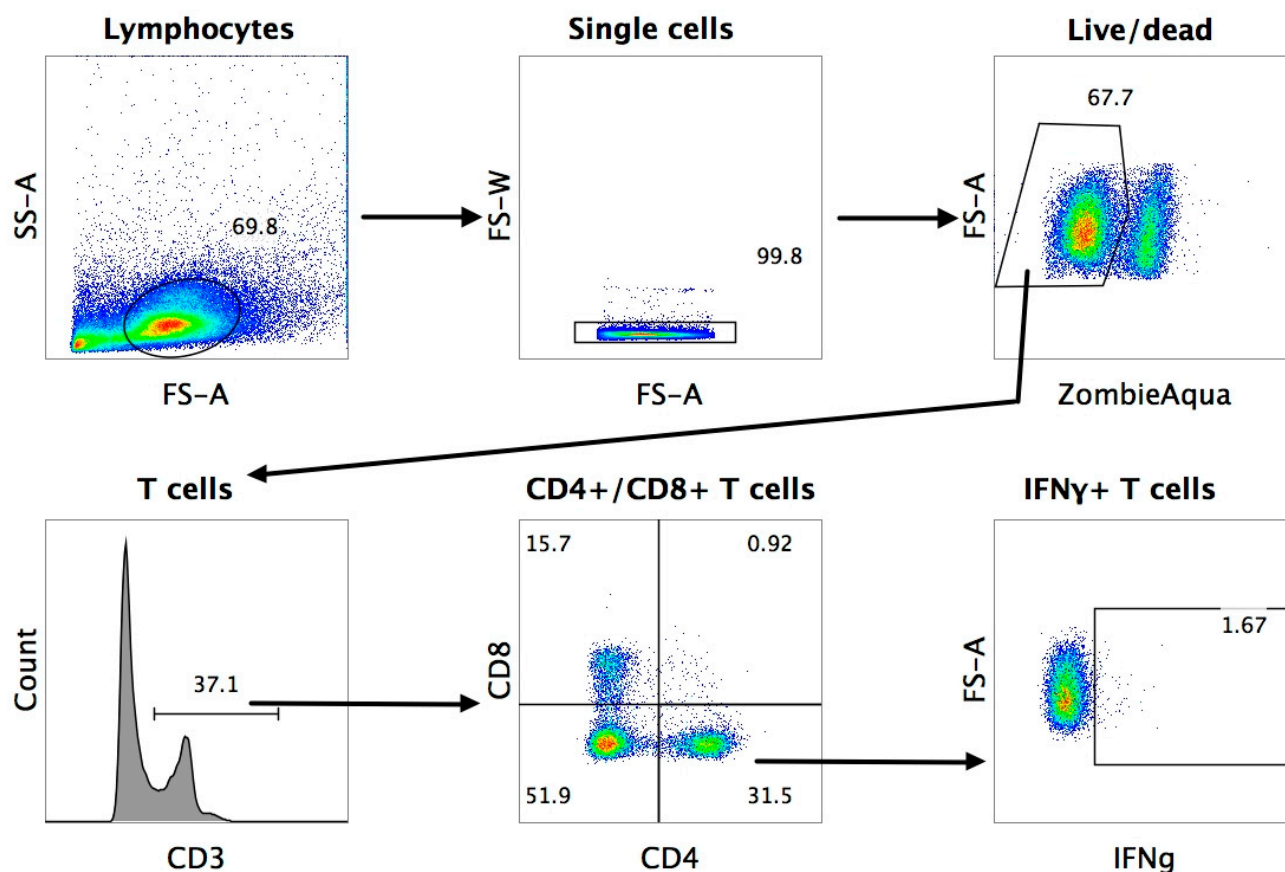 Lymphocytes
SS-A
69.8
FS-A
Single cells
FS-W
99.8
FS-A
Live/dead
67.7
FS-A
ZombieAqua
T cells
Count
37.1
CD3
CD4+/CD8+ T cells
15.7
0.92
CD8
51.9
31.5
CD4
IFNγ+ T cells
1.67
FS-A
IFNg